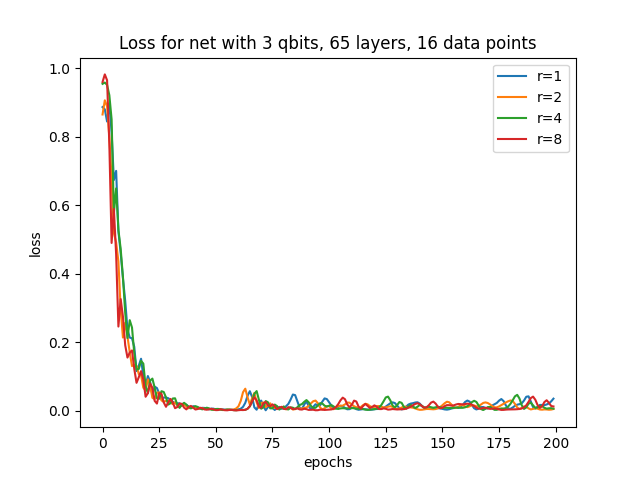 Loss for net with 3 qbits, 65 layers, 16 data points
r=1
r=2
r=4
r=8
loss
1.0
0.8
0.6
0.4
0.2
0.0
0 25 50 75 100 125 150 175 200
epochs